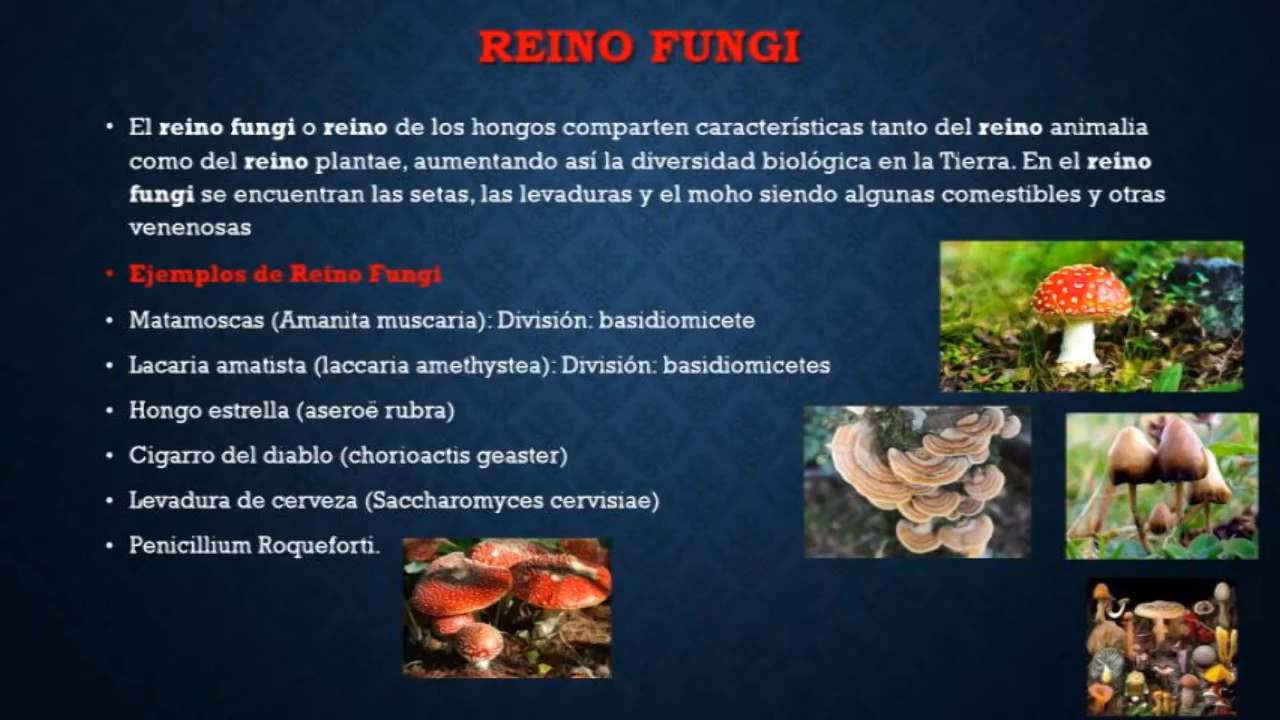 REINO FUNGI
• El reino fungi o reino de los hongos comparten características tanto del reino animalia
como del reino plantae, aumentando así la diversidad biológica en la Tierra. En el reino
fungi se encuentran las setas, las levaduras y el moho siendo algunas comestibles y otras
venenosas
• Ejemplos de Reino Fungi
• Matamoscas (Amanita muscaria): División: basidiomicete
• Lacaria amatista (laccaria amethystea): División: basidiomicetes
• Hongo estrella (aseroë rubra)
• Cigarro del diablo (chorioactis geaster)
• Levadura de cerveza (Saccharomyces cervisiae)
• Penicillium Roqueforti.